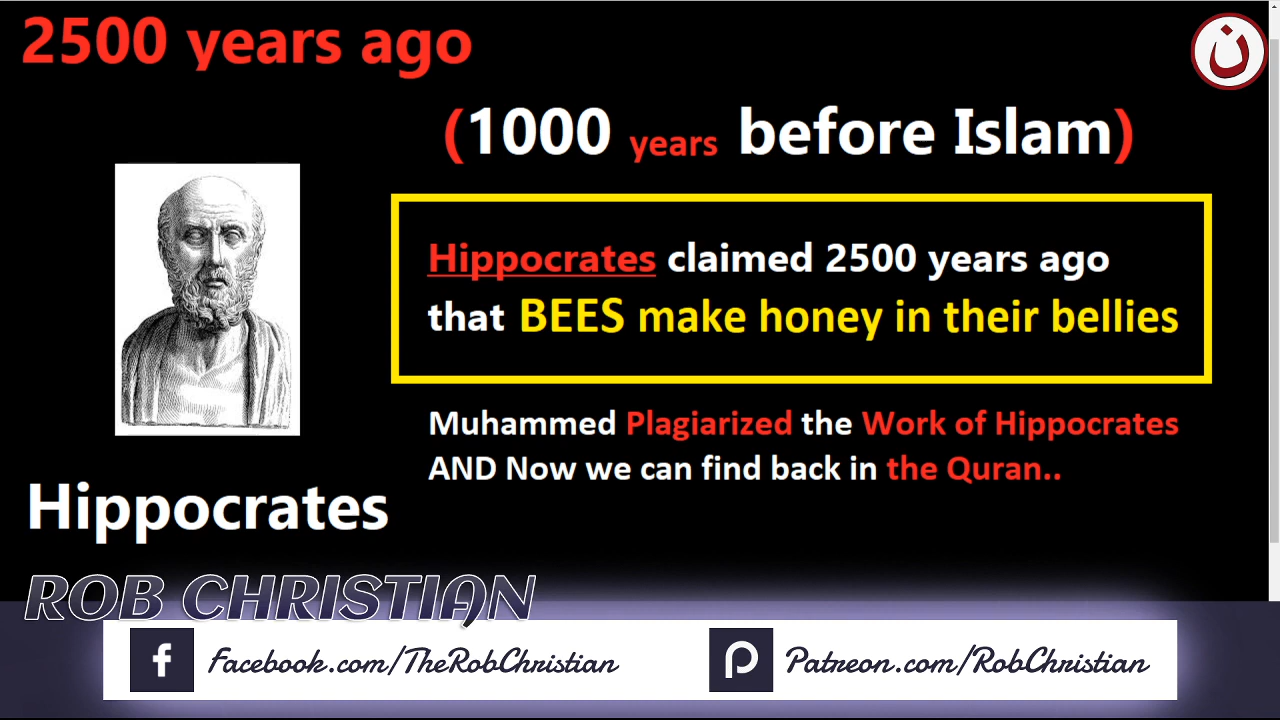 2500 years ago
ن
(1000 years before Islam)
Hippocrates claimed 2500 years ago
that BEES make honey in their bellies
Muhammed Plagiarized the Work of Hippocrates
AND Now we can find back in the Quran..
Hippocrates
ROB CHRISTIAN
Facebook.com/TheRobChristian
Patreon.com/RobChristian